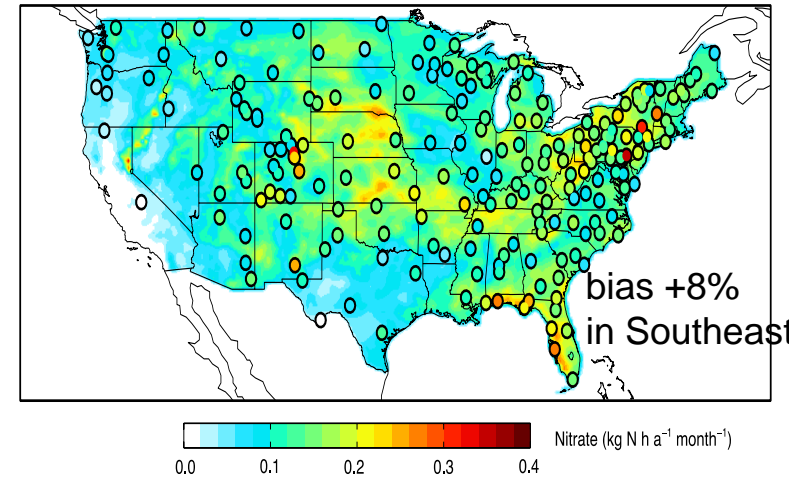 bias +8%
in Southeast
Nitrate (kg N h a⁻¹ month⁻¹)
0.0 0.1 0.2 0.3 0.4